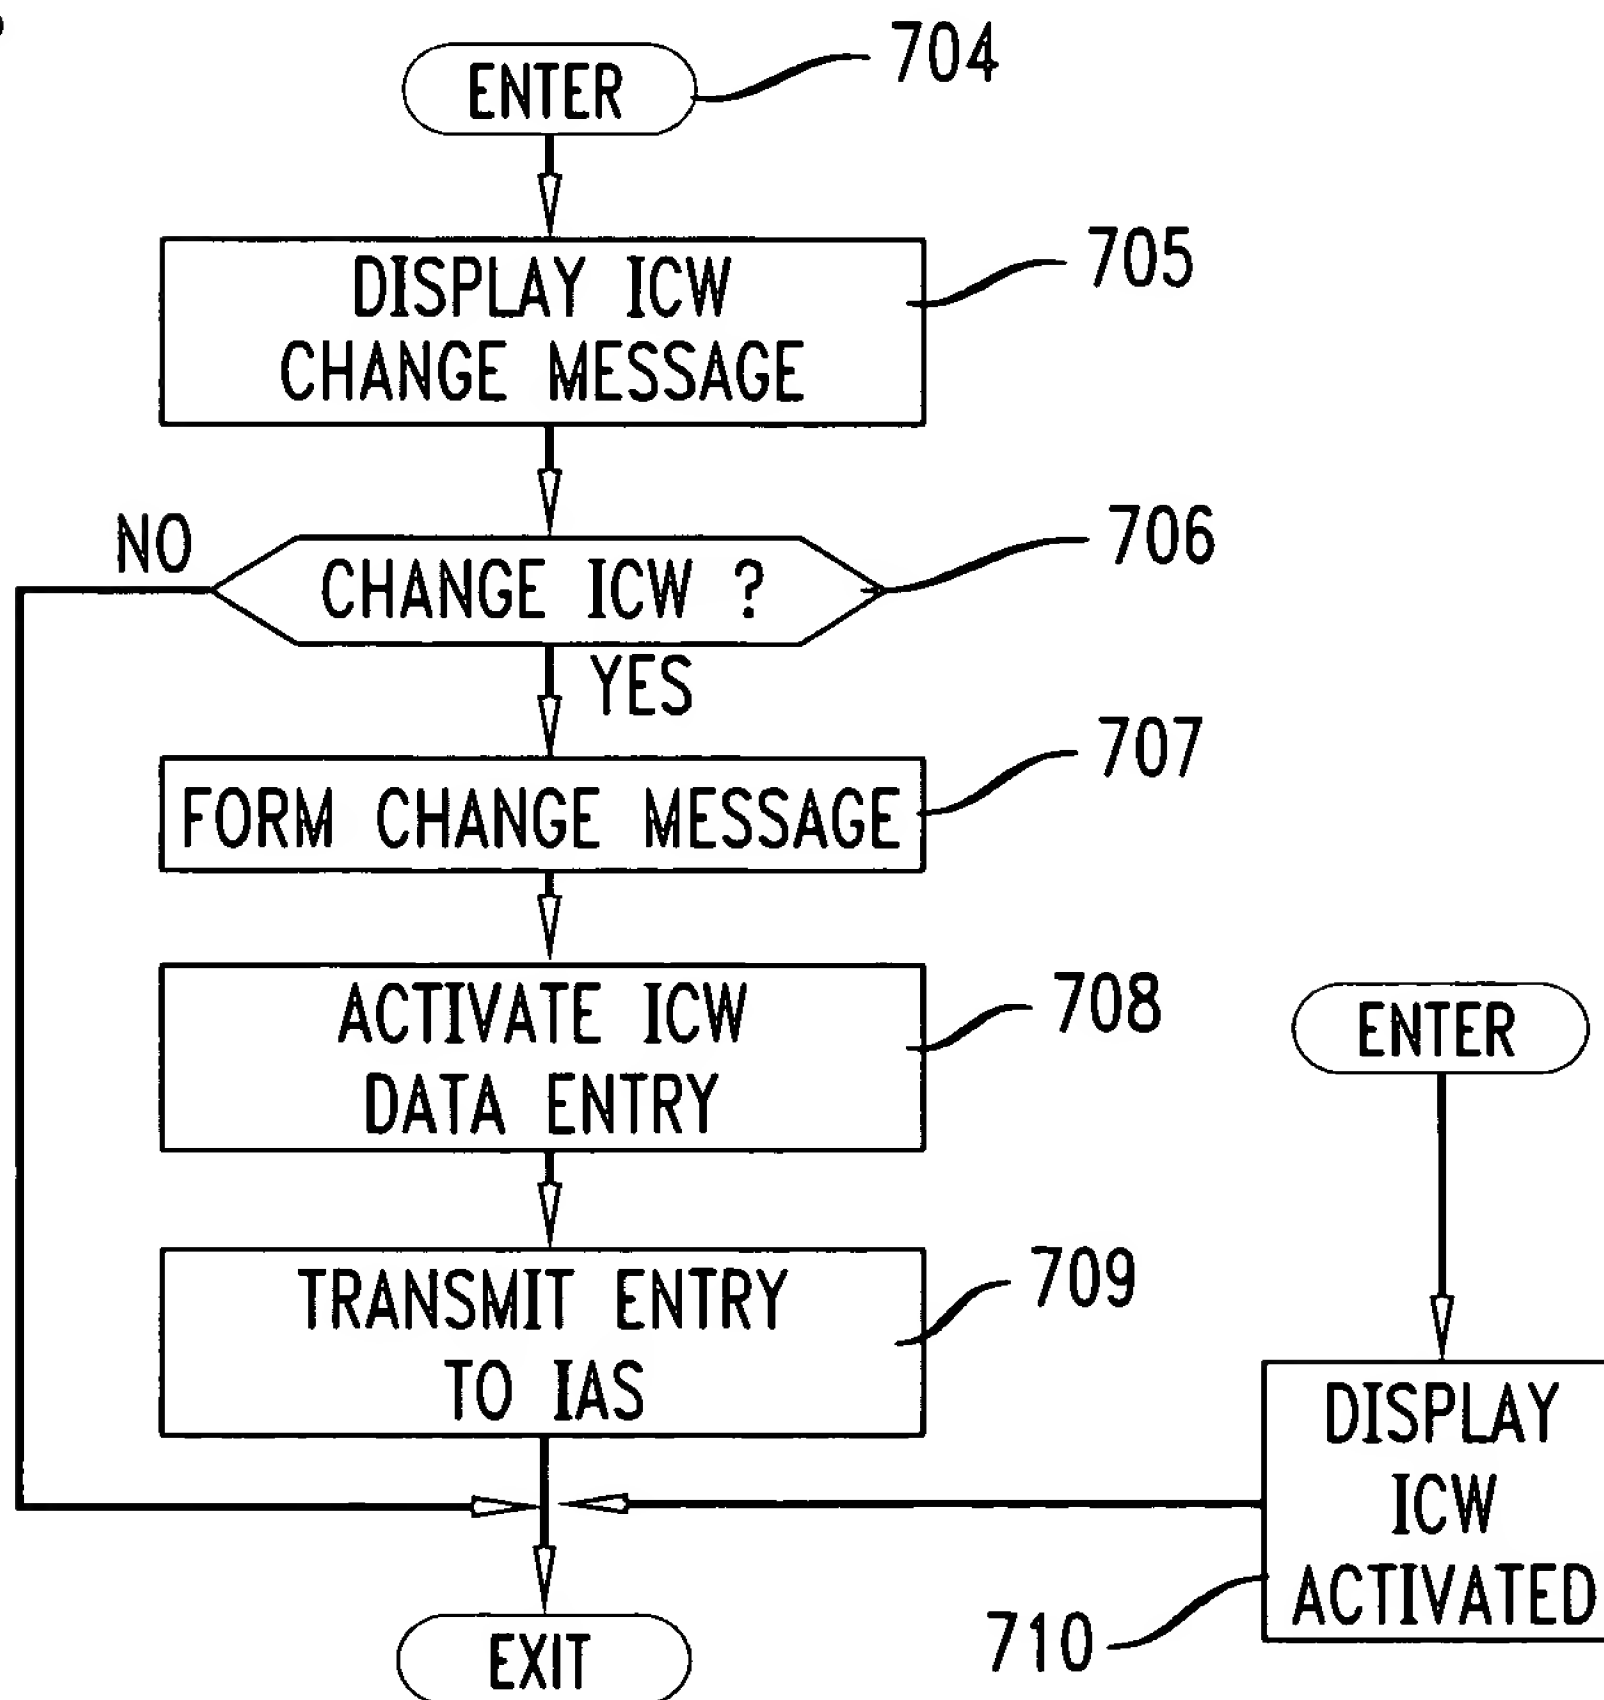 ENTER
704
DISPLAY ICW
CHANGE MESSAGE
705
NO
CHANGE ICW ?
706
YES
FORM CHANGE MESSAGE
707
ACTIVATE ICW
DATA ENTRY
708
ENTER
TRANSMIT ENTRY
TO IAS
709
DISPLAY
ICW
ACTIVATED
710
EXIT